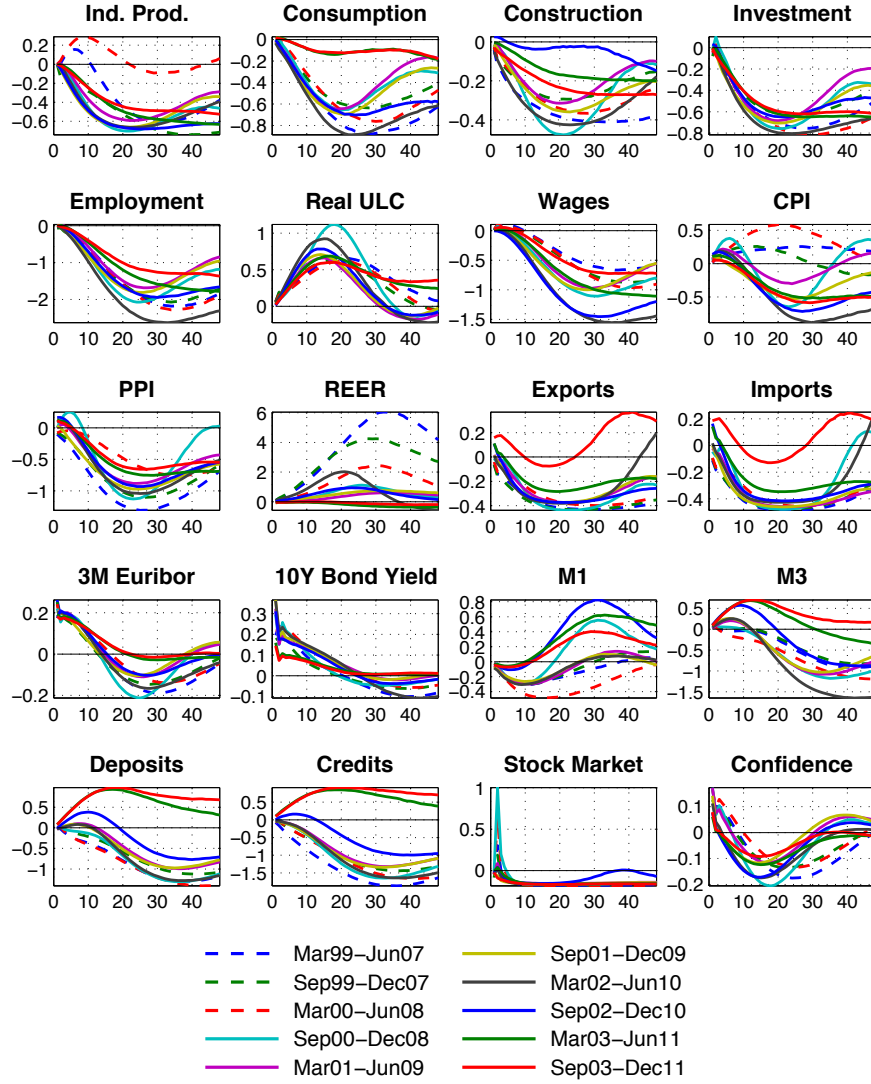 Ind. Prod. Consumption Construction Investment
0.2 0 −0.2 −0.4 −0.6
0 −0.2 −0.4 −0.6 −0.8
0 −0.2 −0.4
0 −0.2 −0.4 −0.6 −0.8
0 10 20 30 40 0 10 20 30 40 0 10 20 30 40 0 10 20 30 40
Employment Real ULC Wages CPI
0 −1 −2
1 0.5 0
0 −0.5 −1 −1.5
0.5 0 −0.5
0 10 20 30 40 0 10 20 30 40 0 10 20 30 40 0 10 20 30 40
PPI REER Exports Imports
0 −0.5 −1
6 4 2 0
0.2 0 −0.2 −0.4
0.2 0 −0.2 −0.4
0 10 20 30 40 0 10 20 30 40 0 10 20 30 40 0 10 20 30 40
3M Euribor 10Y Bond Yield M1 M3
0.2 0 −0.2
0.3 0.2 0.1 0 −0.1
0.8 0.6 0.4 0.2 0 −0.2 −0.4
0.5 0 −0.5 −1 −1.5
0 10 20 30 40 0 10 20 30 40 0 10 20 30 40 0 10 20 30 40
Deposits Credits Stock Market Confidence
0.5 0 −0.5 −1
0.5 0 −0.5 −1 −1.5
1 0.5 0
0.1 0 −0.1 −0.2
0 10 20 30 40 0 10 20 30 40 0 10 20 30 40 0 10 20 30 40
Mar99−Jun07
Sep99−Dec07
Mar00−Jun08
Sep00−Dec08
Mar01−Jun09
Sep01−Dec09
Mar02−Jun10
Sep02−Dec10
Mar03−Jun11
Sep03−Dec11